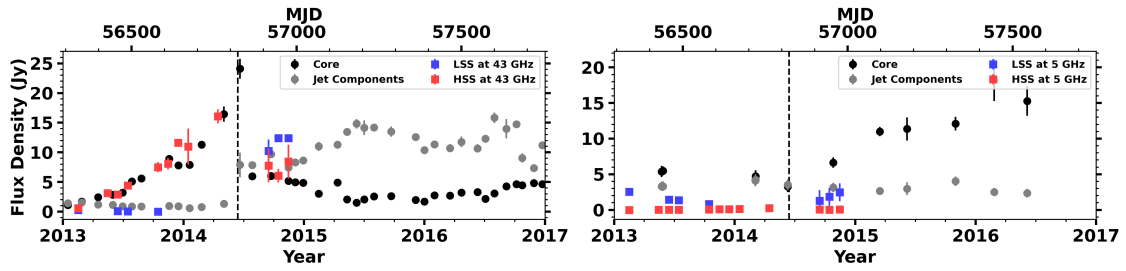 MJD
56500 57000 57500
Flux Density (Jy)
25
20
15
10
5
0
Core
Jet Components
LSS at 43 GHz
HSS at 43 GHz
2013 2014 2015 2016 2017
Year
MJD
56500 57000 57500
20
15
10
5
0
Core
Jet Components
LSS at 5 GHz
HSS at 5 GHz
2013 2014 2015 2016 2017
Year